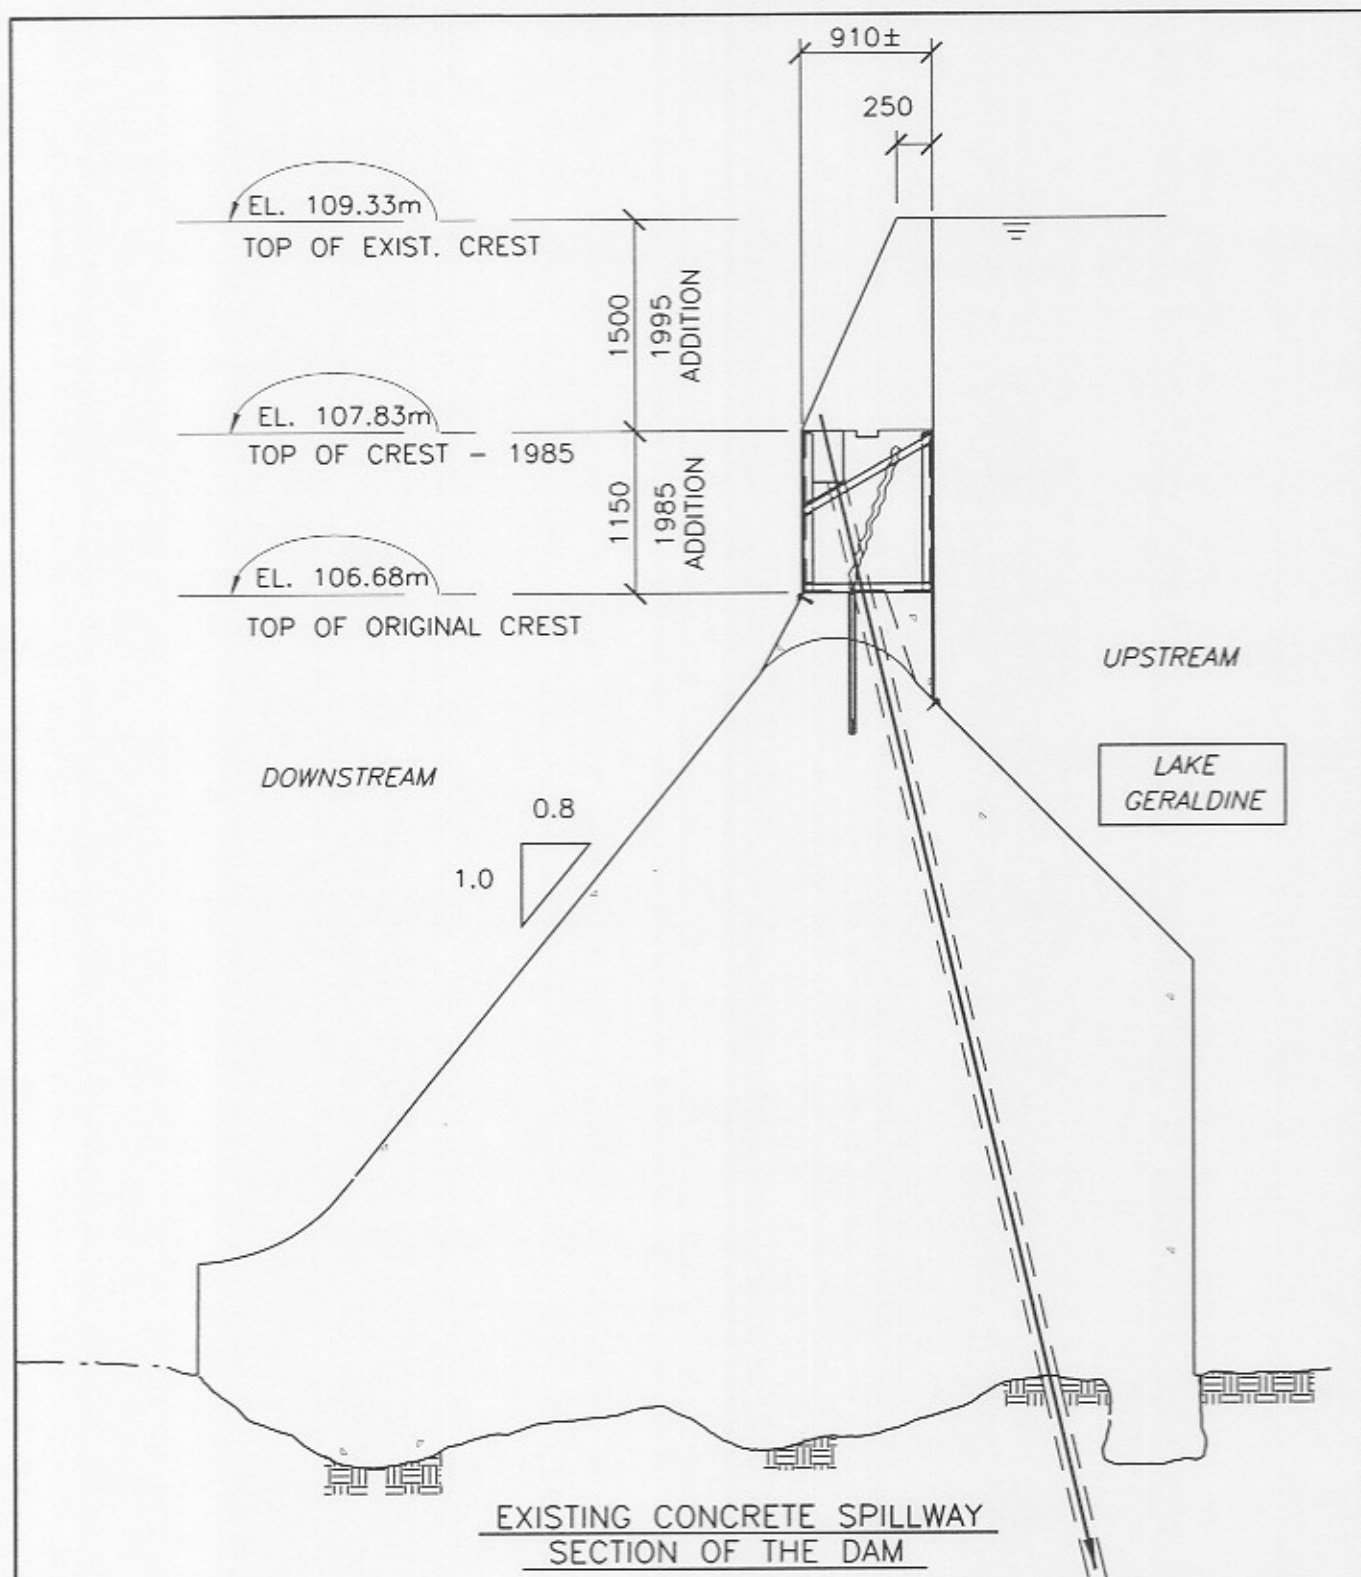 910±
250
EL. 109.33m
TOP OF EXIST. CREST
1500
1995
ADDITION
EL. 107.83m
TOP OF CREST - 1985
1150
1985
ADDITION
EL. 106.68m
TOP OF ORIGINAL CREST
UPSTREAM
DOWNSTREAM
LAKE
GERALDINE
0.8
1.0
EXISTING CONCRETE SPILLWAY
SECTION OF THE DAM